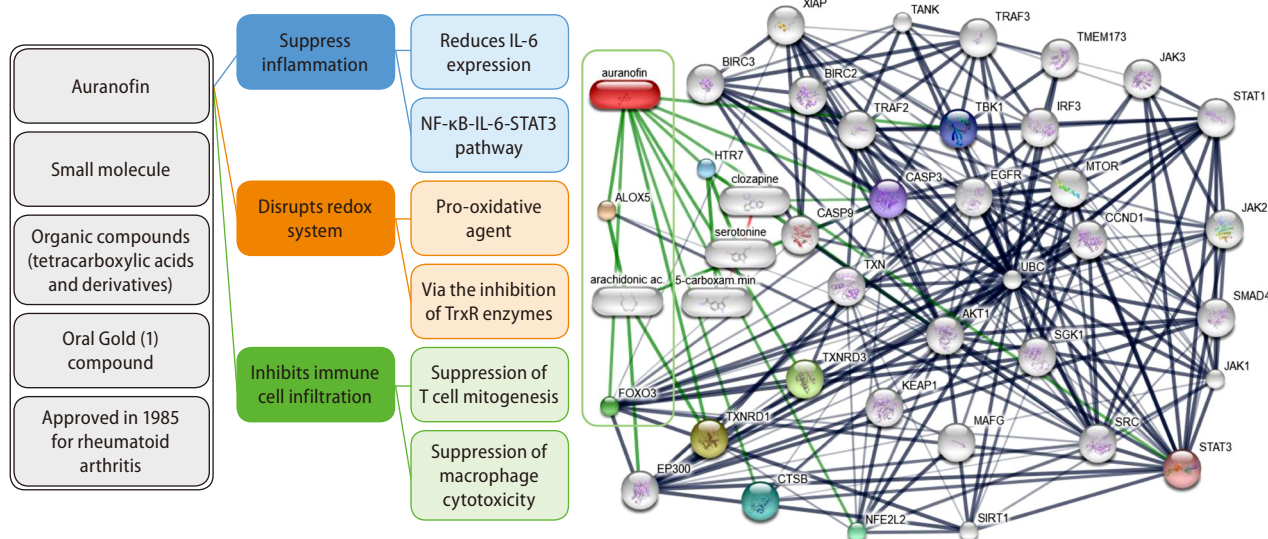 Auranofin
Small molecule
Organic compounds
(tetracarboxylic acids
and derivatives)
Oral Gold (1)
compound
Approved in 1985
for rheumatoid
arthritis
Suppress
inflammation
Reduces IL-6
expression
NF-κB-IL-6-STAT3
pathway
Disrupts redox
system
Pro-oxidative
agent
Via the inhibition
of TrxR enzymes
Inhibits immune
cell infiltration
Suppression of
T cell mitogenesis
Suppression of
macrophage
cytotoxicity
XIAP
TANK
TRAF3
TMEM173
JAK3
BIRC3
auranofin
BIRC2
STAT1
TRAF2
TBK1
IRF3
HTR7
clozapine
CASP3
EGFR
MTOR
ALOX5
CASP9
CCND1
JAK2
serotonine
TXN
UBC
arachidonic ac.
5-carboxam.min.
SMAD4
AKT1
SGK1
TXNRD3
JAK1
FOXO3
KEAP1
TXNRD1
MAFG
SRC
STAT3
EP300
CTSB
NFE2L2
SIRT1